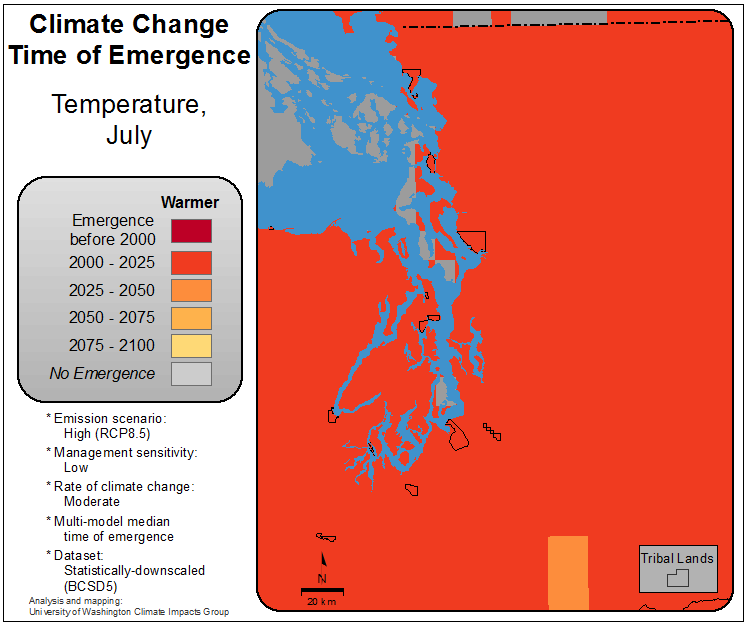 Climate Change
Time of Emergence
Temperature,
July
Warmer
Emergence
before 2000
2000 - 2025
2025 - 2050
2050 - 2075
2075 - 2100
No Emergence
* Emission scenario:
High (RCP8.5)
* Management sensitivity:
Low
* Rate of climate change:
Moderate
* Multi-model median
time of emergence
* Dataset:
Statistically-downscaled
(BCSD5)
Analysis and mapping:
University of Washington Climate Impacts Group
N
20 km
Tribal Lands